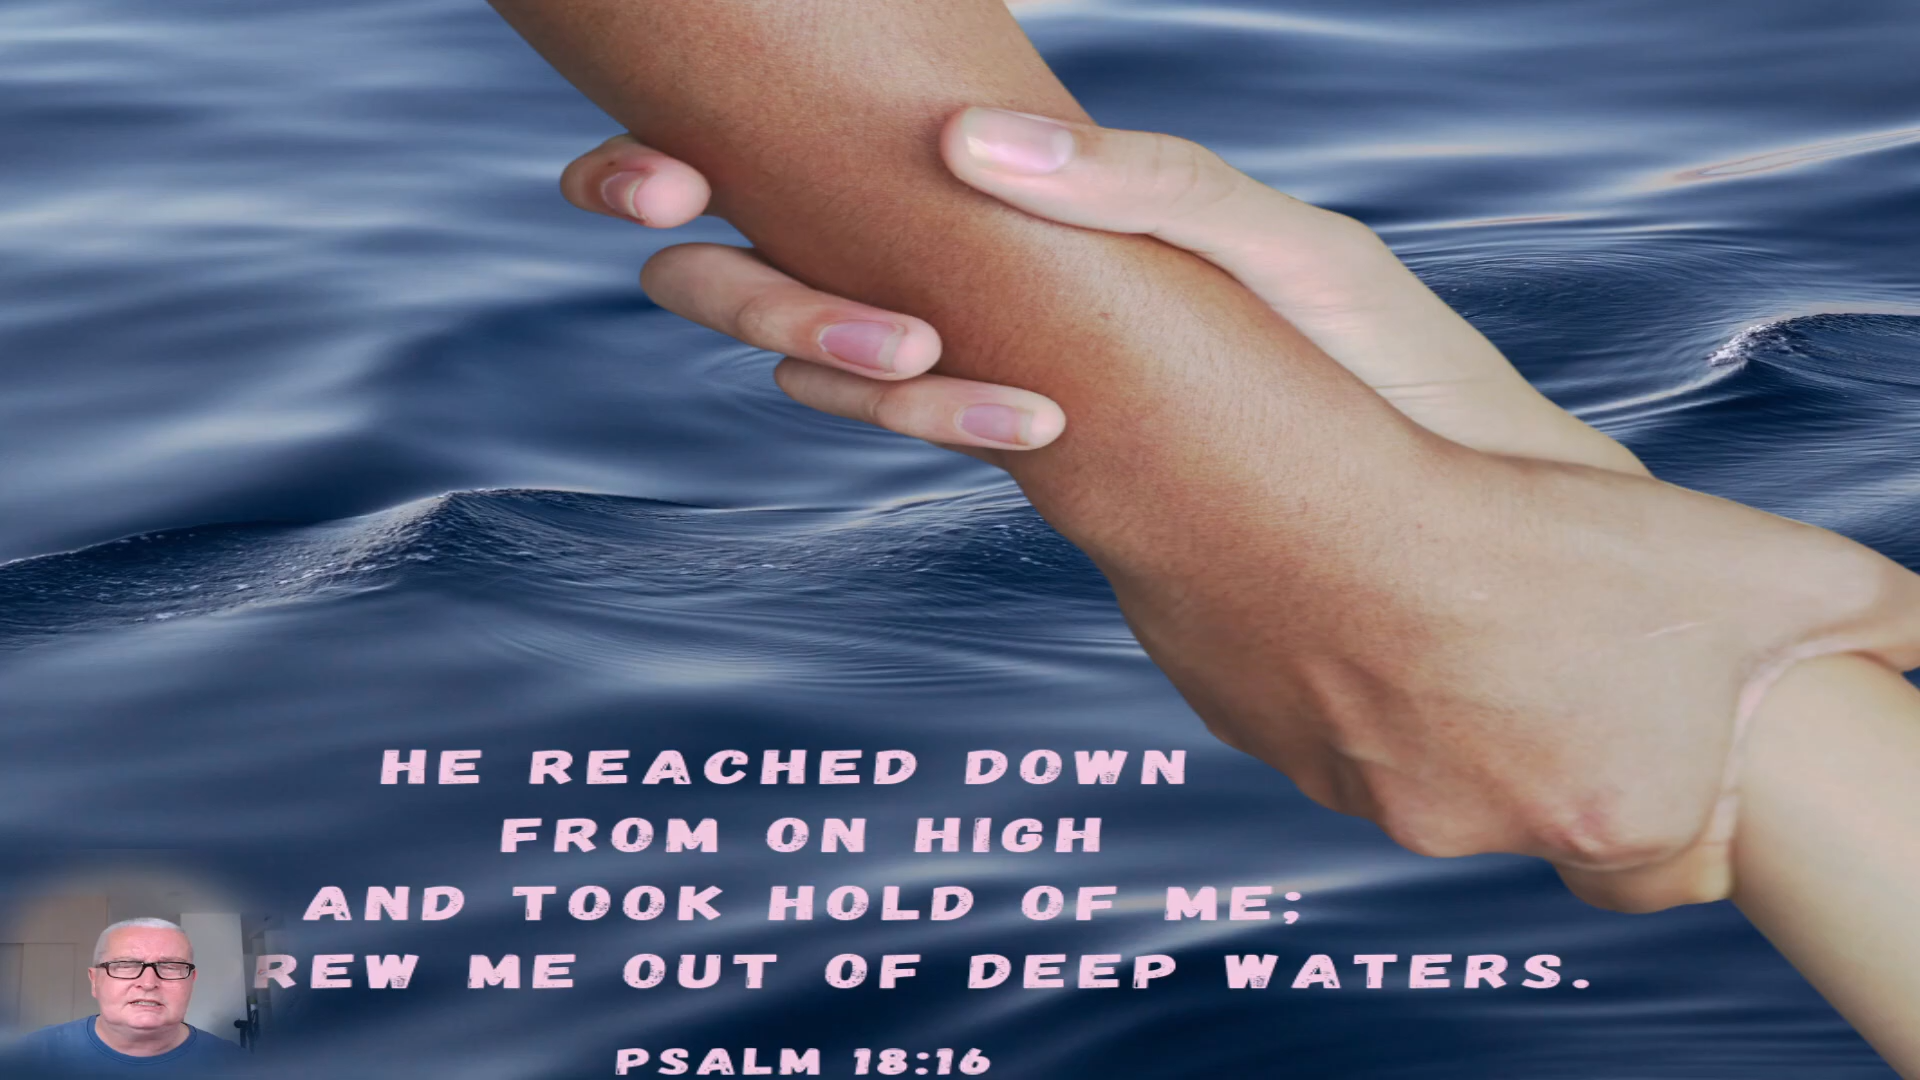 HE REACHED DOWN
FROM ON HIGH
AND TOOK HOLD OF ME;
REW ME OUT OF DEEP WATERS.
PSALM 18:16